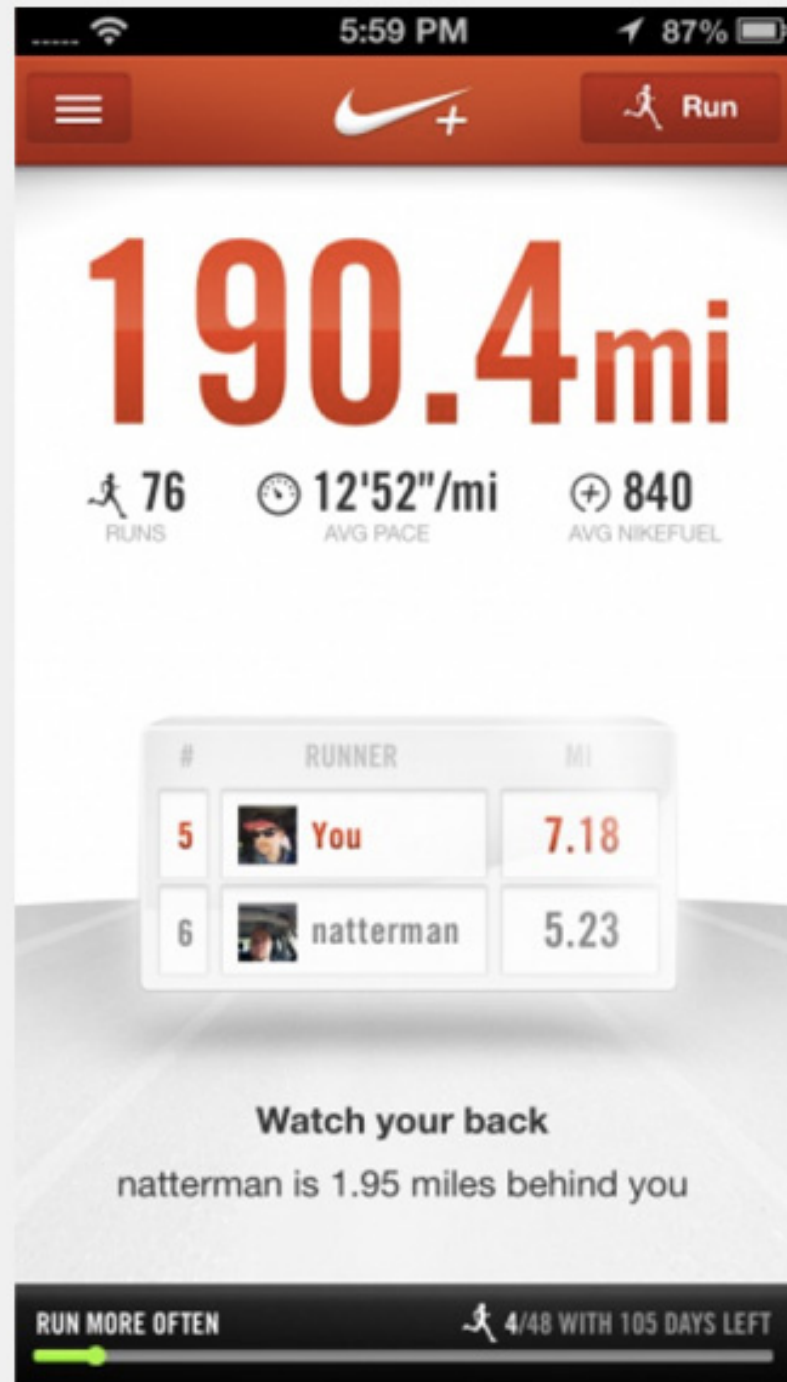 5:59 PM 87%
+ Run
190.4mi
76 12'52"/mi 840
RUNS AVG PACE AVG NIKEFUEL
# RUNNER MI
5 You 7.18
6 natterman 5.23
Watch your back
natterman is 1.95 miles behind you
RUN MORE OFTEN 4/48 WITH 105 DAYS LEFT